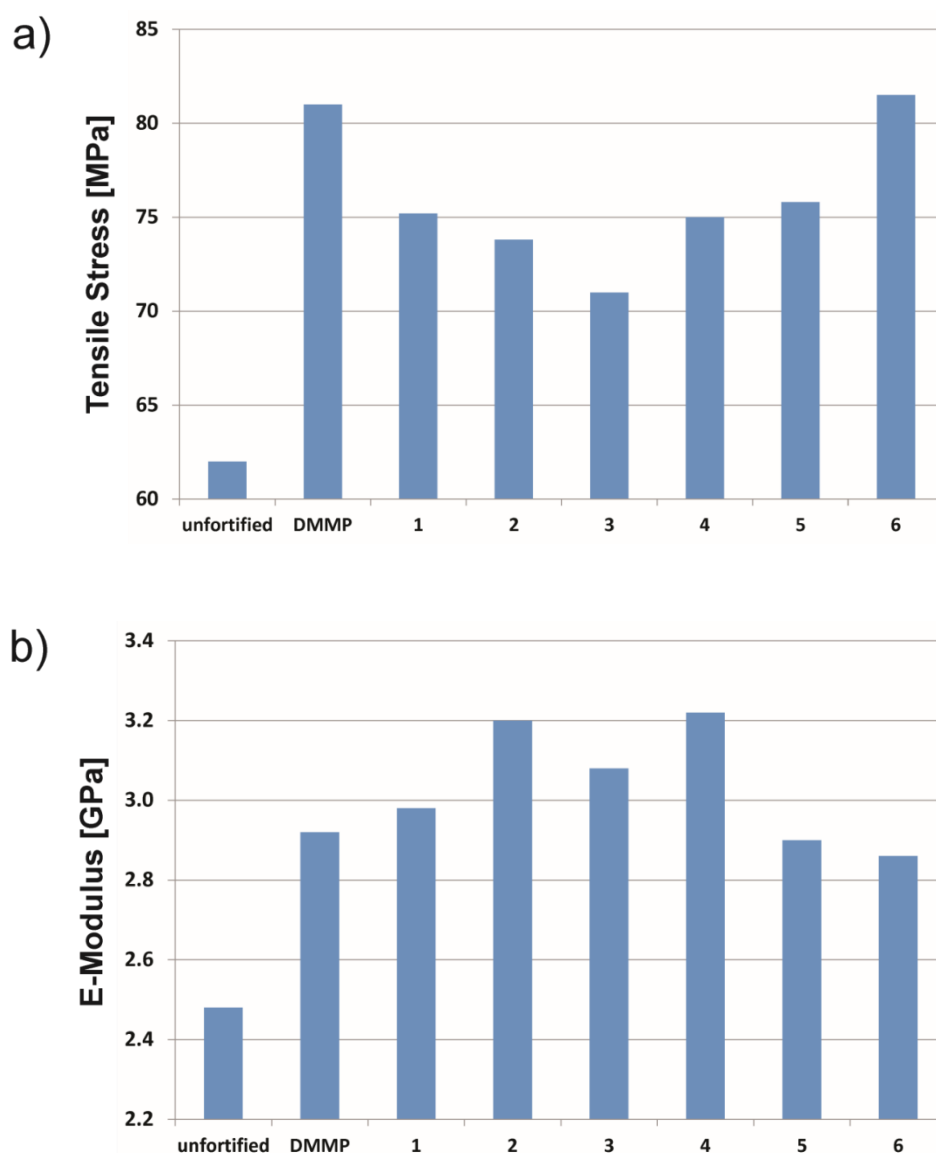 a)
Tensile Stress [MPa]
85
80
75
70
65
60
unfortified DMMP 1 2 3 4 5 6
b)
E-Modulus [GPa]
3.4
3.2
3.0
2.8
2.6
2.4
2.2
unfortified DMMP 1 2 3 4 5 6